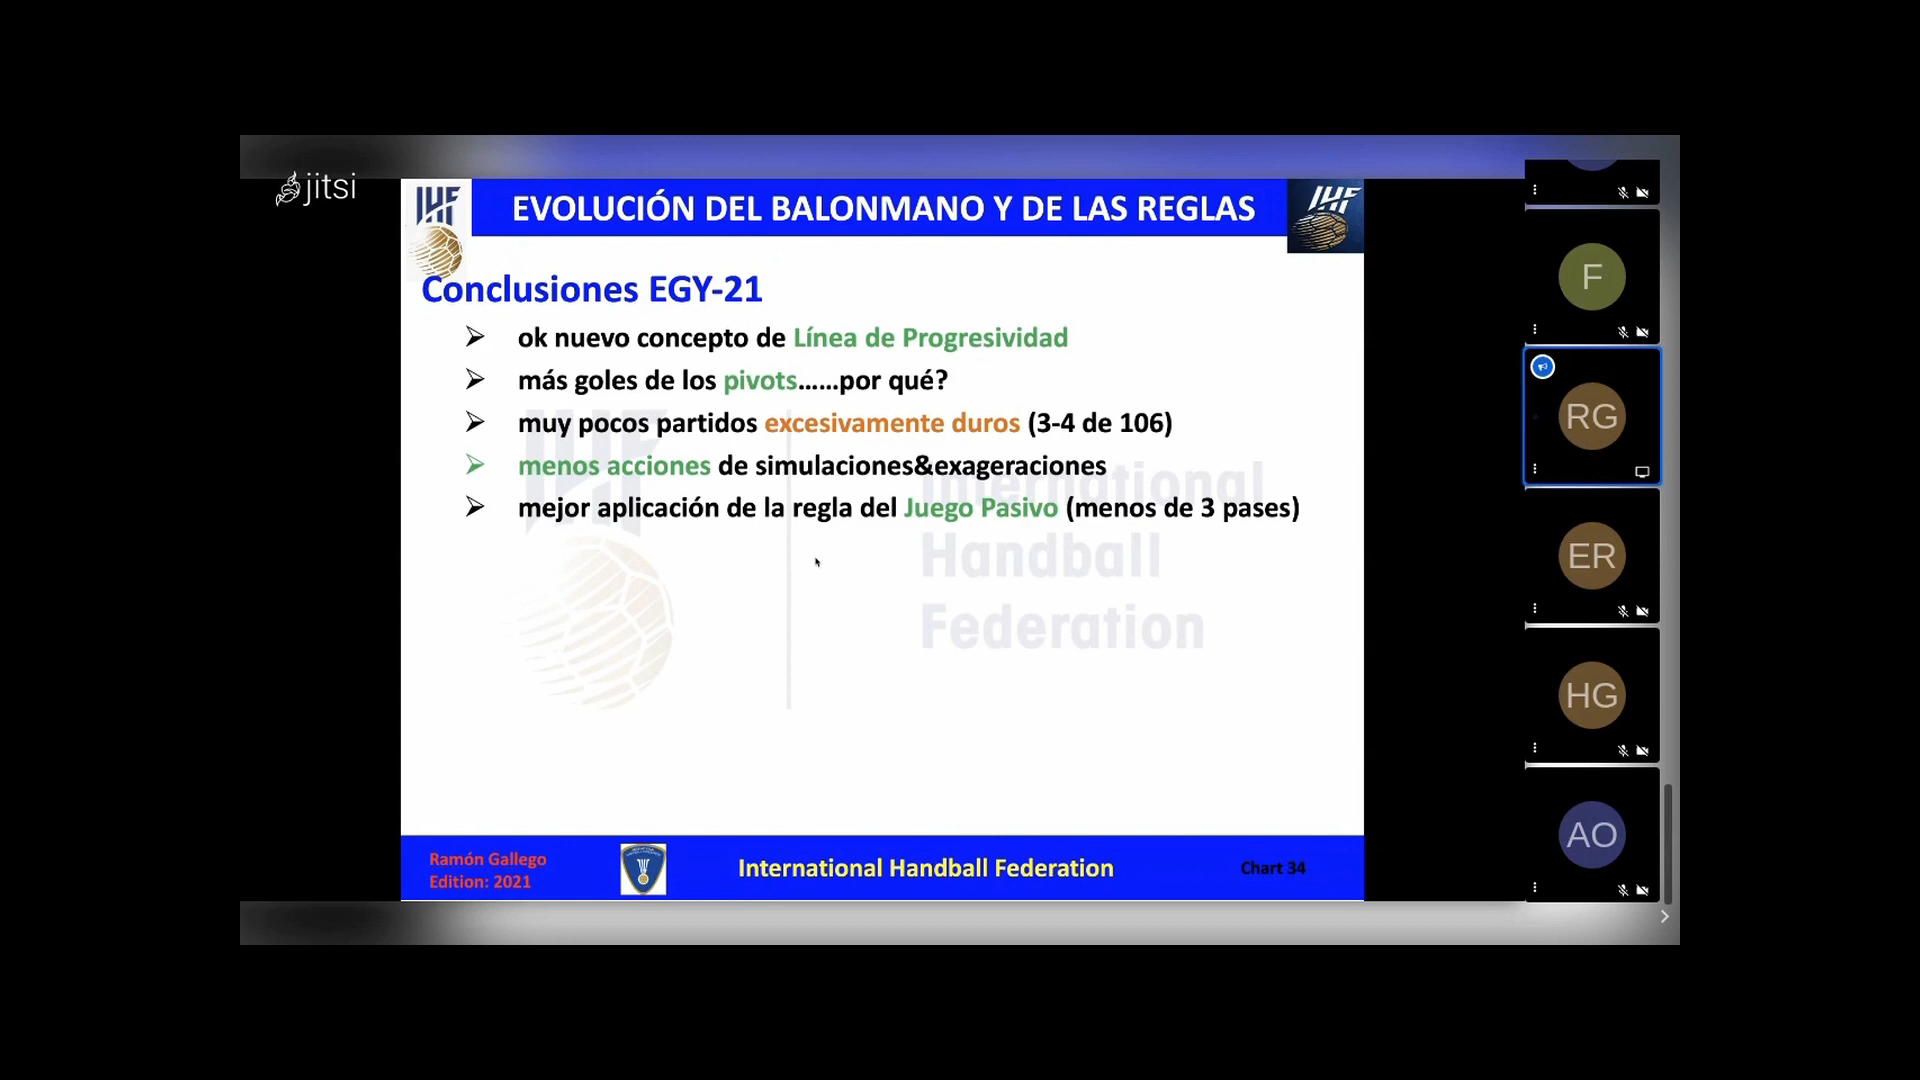 jitsi
IHF
EVOLUCIÓN DEL BALONMANO Y DE LAS REGLAS
IHF
Conclusiones EGY-21
ok nuevo concepto de Línea de Progresividad
más goles de los pivots......por qué?
muy pocos partidos excesivamente duros (3-4 de 106)
menos acciones de simulaciones&exageraciones
mejor aplicación de la regla del Juego Pasivo (menos de 3 pases)
IHF
International
Handball
Federation
Ramón Gallego
Edition: 2021
International Handball Federation
Chart 34
F
RG
ER
HG
AO